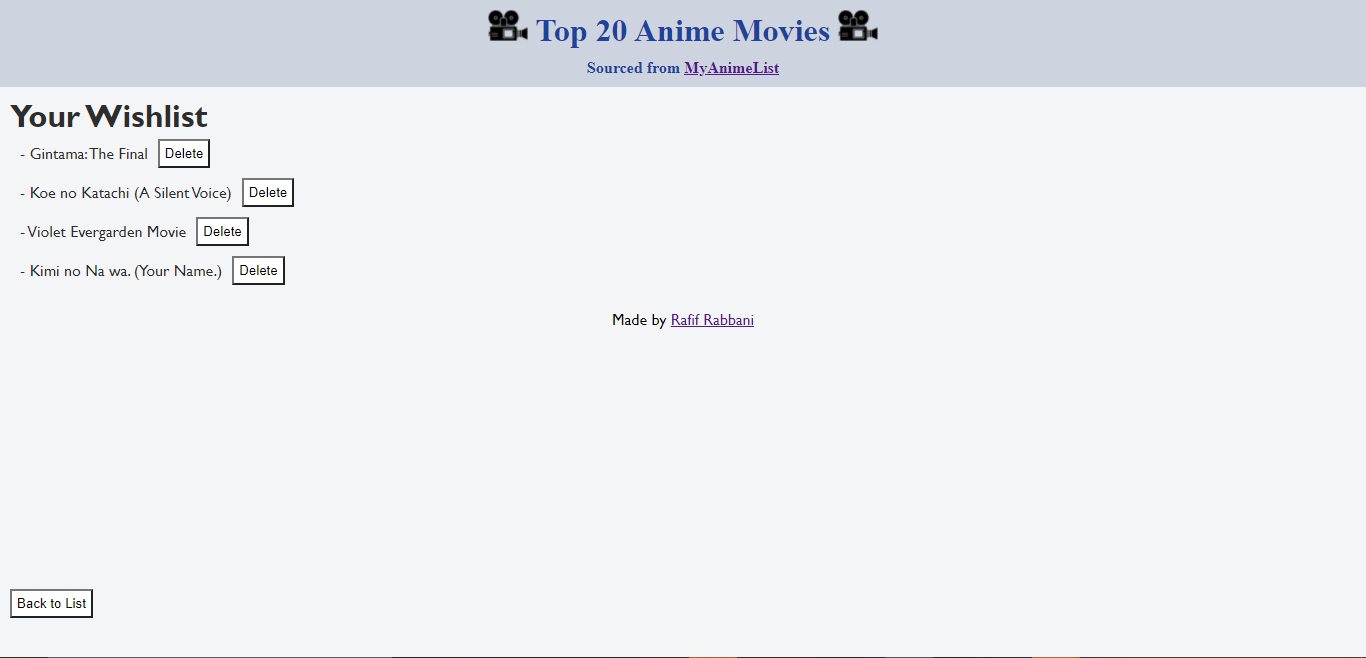 Top 20 Anime Movies
Sourced from MyAnimeList
Your Wishlist
- Gintama: The Final Delete
- Koe no Katachi (A Silent Voice) Delete
- Violet Evergarden Movie Delete
- Kimi no Na wa. (Your Name.) Delete
Made by Rafif Rabbani
Back to List